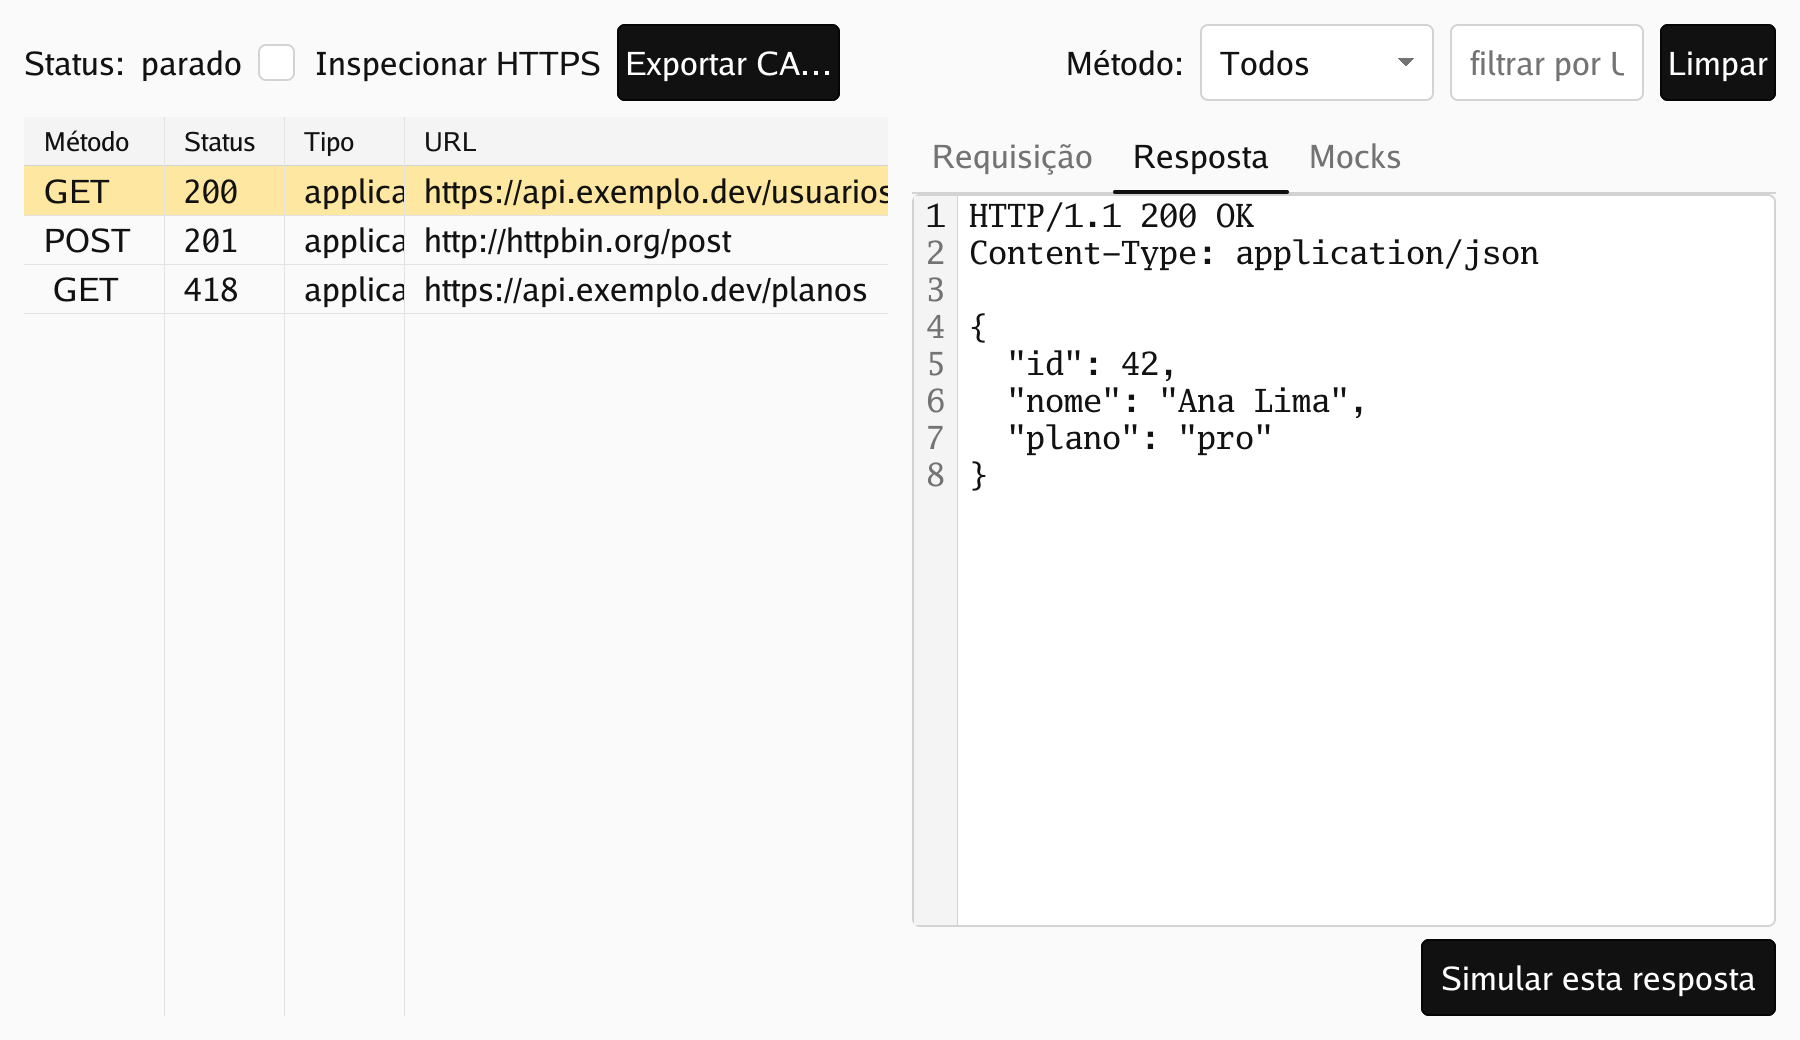 Status: parado Inspecionar HTTPS Exportar CA... Método: Todos filtrar por Limpar
Método Status Tipo URL
GET 200 applica https://api.exemplo.dev/usuarios
POST 201 applica http://httpbin.org/post
GET 418 applica https://api.exemplo.dev/planos
Requisição Resposta Mocks
1 HTTP/1.1 200 OK
2 Content-Type: application/json
3
4 {
5 "id": 42,
6 "nome": "Ana Lima",
7 "plano": "pro"
8 }
Simular esta resposta